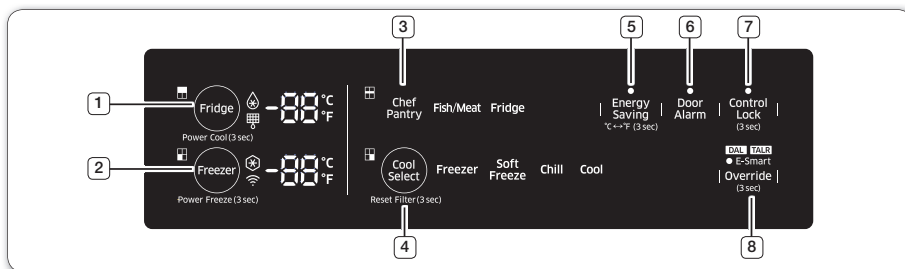 3
5
6
7
1
Fridge
-88 °C
°F
Power Cool (3 sec)
Chef
Pantry
Fish/Meat
Fridge
Energy
Saving
°C ↔ °F (3 sec)
Door
Alarm
Control
Lock
(3 sec)
2
Freezer
-88 °C
°F
Power Freeze (3 sec)
Cool
Select
Reset Filter (3 sec)
Freezer
Soft
Freeze
Chill
Cool
DAL TALR
E-Smart
Override
(3 sec)
4
8